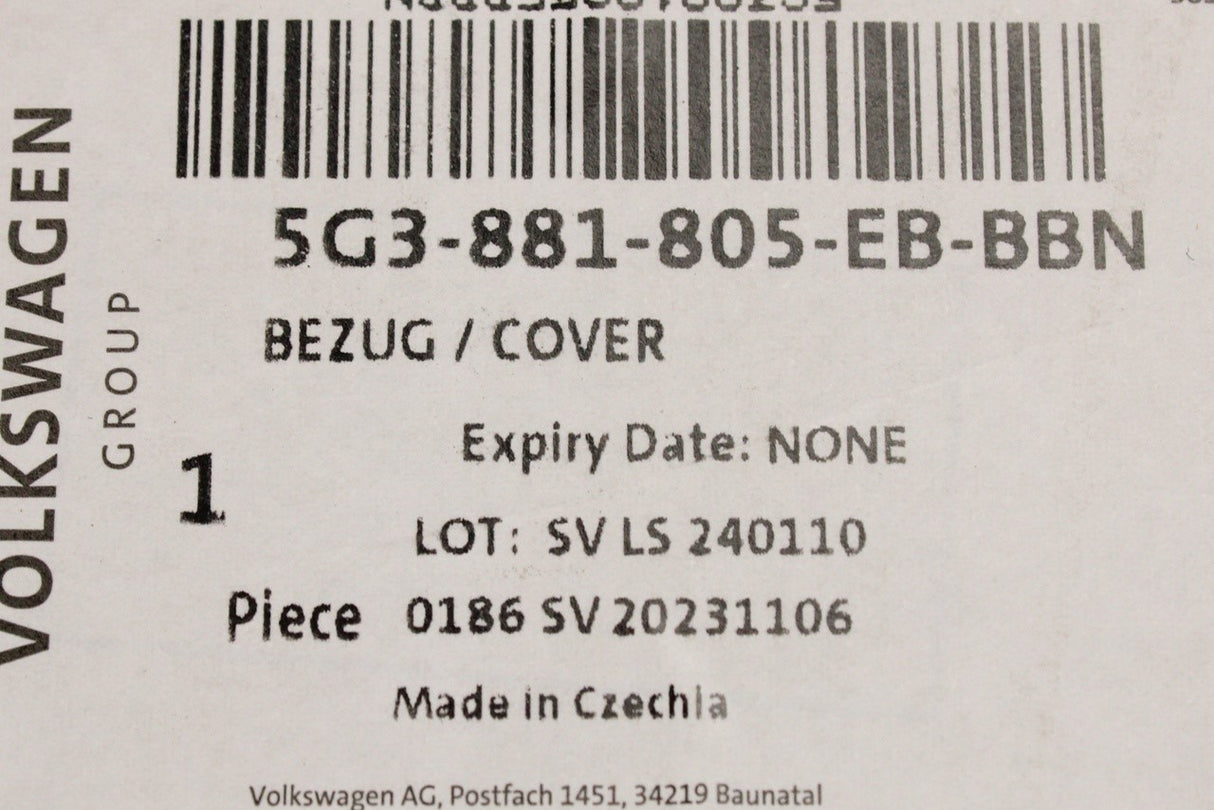 VOLKSWAGEN
GROUP
5G3-881-805-EB-BBN
BEZUG / COVER
Expiry Date: NONE
1
LOT: SV LS 240110
Piece 0186 SV 20231106
Made in Czechia
Volkswagen AG, Postfach 1451, 34219 Baunatal